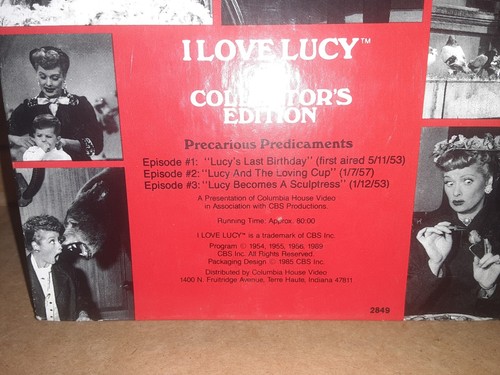 I LOVE LUCY™
COLLECTOR'S
EDITION
Precarious Predicaments
Episode #1: "Lucy's Last Birthday" (first aired 5/11/53)
Episode #2: "Lucy And The Loving Cup" (1/7/57)
Episode #3: "Lucy Becomes A Sculptress" (1/12/53)
A Presentation of Columbia House Video
in Association with CBS Productions.
Running Time: Approx. 80:00
I LOVE LUCY® is a trademark of CBS Inc.
Program © 1954, 1955, 1956, 1989
CBS Inc. All Rights Reserved.
Packaging Design © 1985 CBS Inc.
Distributed by Columbia House Video
1400 N. Fruitridge Avenue, Terre Haute, Indiana 47811
2849